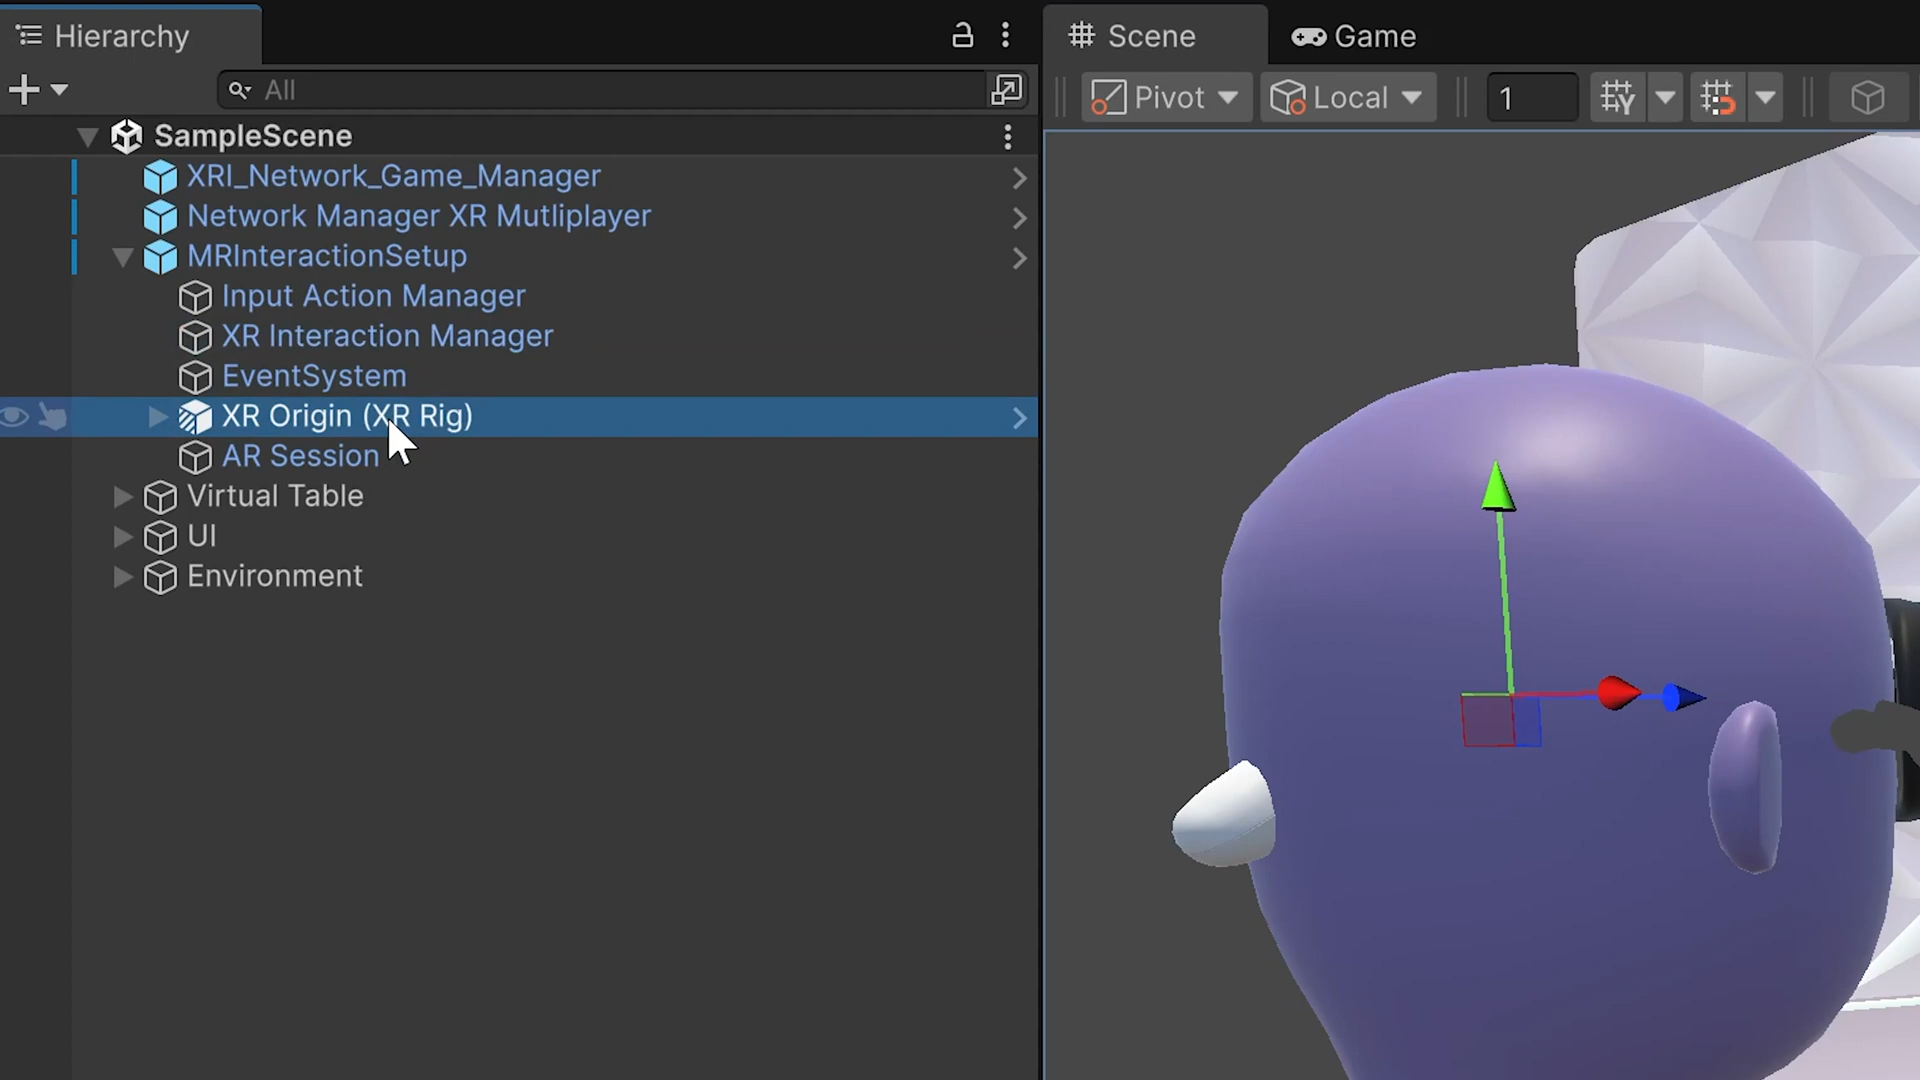 Hierarchy
All
SampleScene
XRI_Network_Game_Manager
Network Manager XR Mutliplayer
MRInteractionSetup
Input Action Manager
XR Interaction Manager
EventSystem
XR Origin (XR Rig)
AR Session
Virtual Table
UI
Environment
Scene
Game
Pivot
Local
1